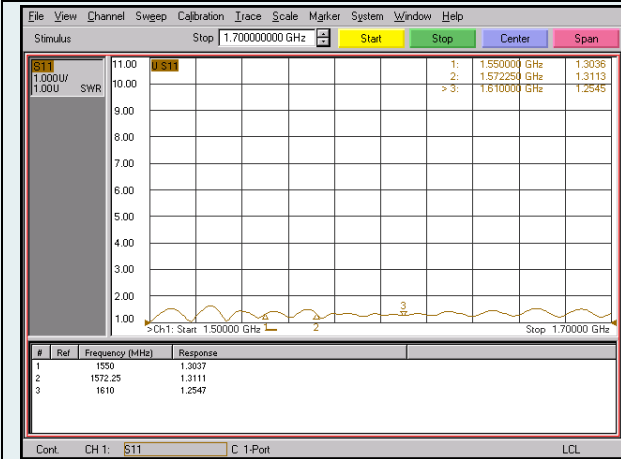 File View Channel Sweep Calibration Trace Scale Marker System Window Help
Stimulus Stop 1.700000000 GHz Start Stop Center Span
S11
1.000U/
1.00U SWR
U S11
1: 1.550000 GHz 1.3036
2: 1.572250 GHz 1.3113
> 3: 1.610000 GHz 1.2545
11.00
10.00
9.00
8.00
7.00
6.00
5.00
4.00
3.00
2.00
1.00
3
1 2
>Ch1: Start 1.50000 GHz Stop 1.70000 GHz
# Ref Frequency (MHz) Response
1 1550 1.3037
2 1572.25 1.3111
3 1610 1.2547
Cont. CH 1: S11 C 1-Port LCL